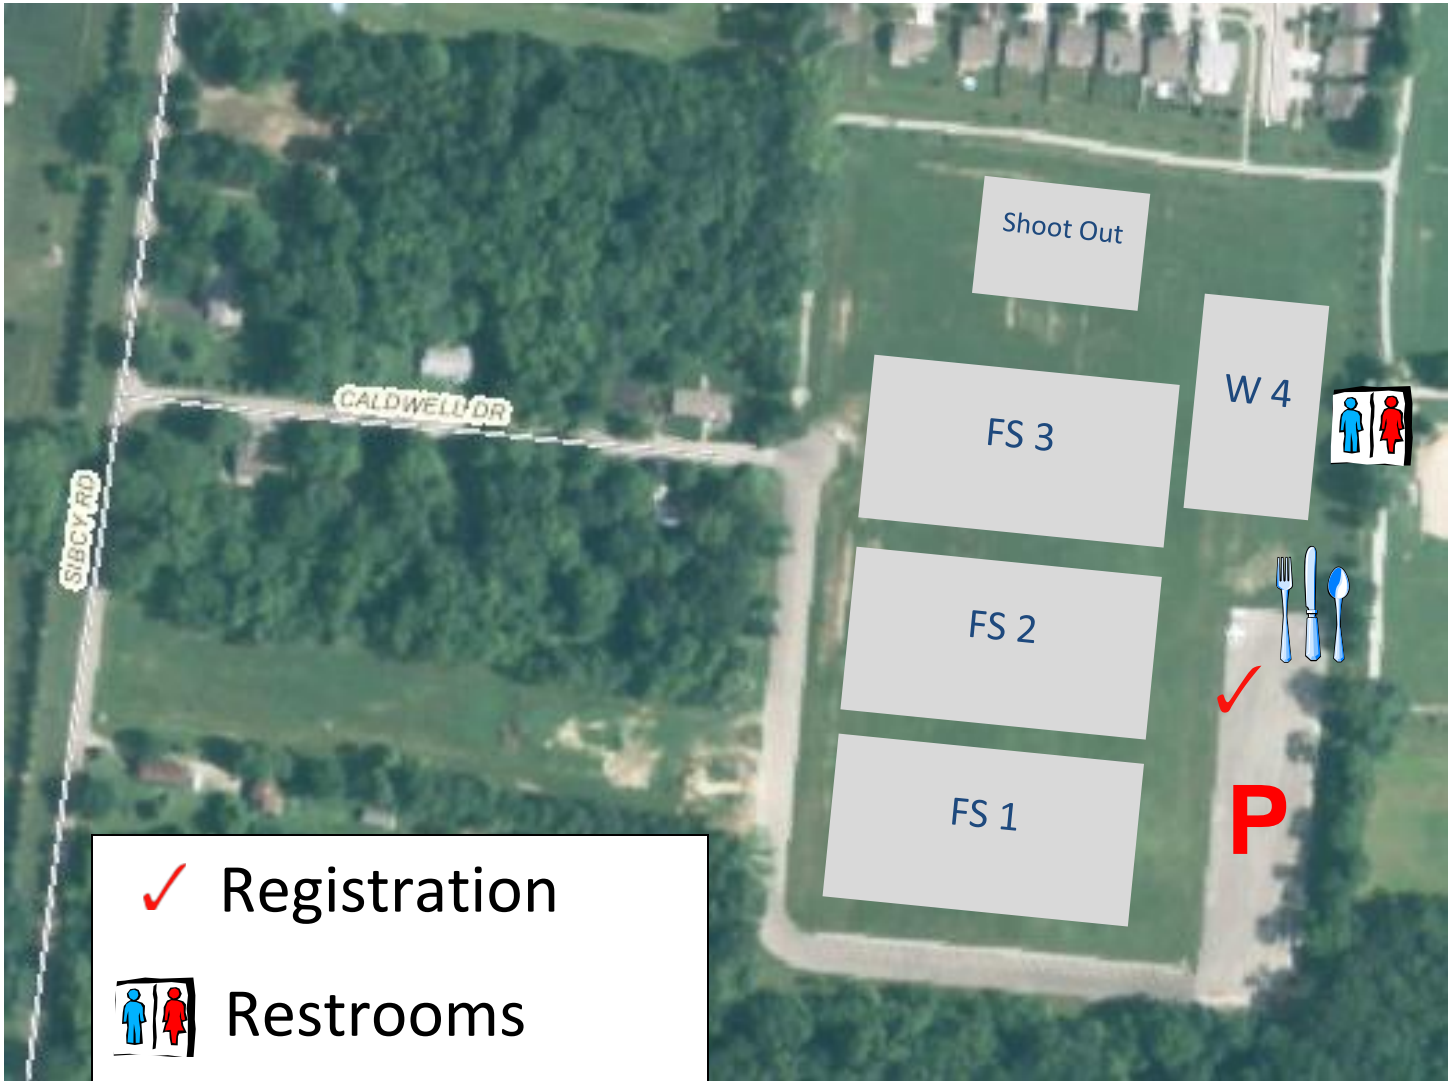 Shoot Out
W 4
CALDWELL DR
FS 3
SIBCY RD
FS 2
P
FS 1
Registration
Restrooms